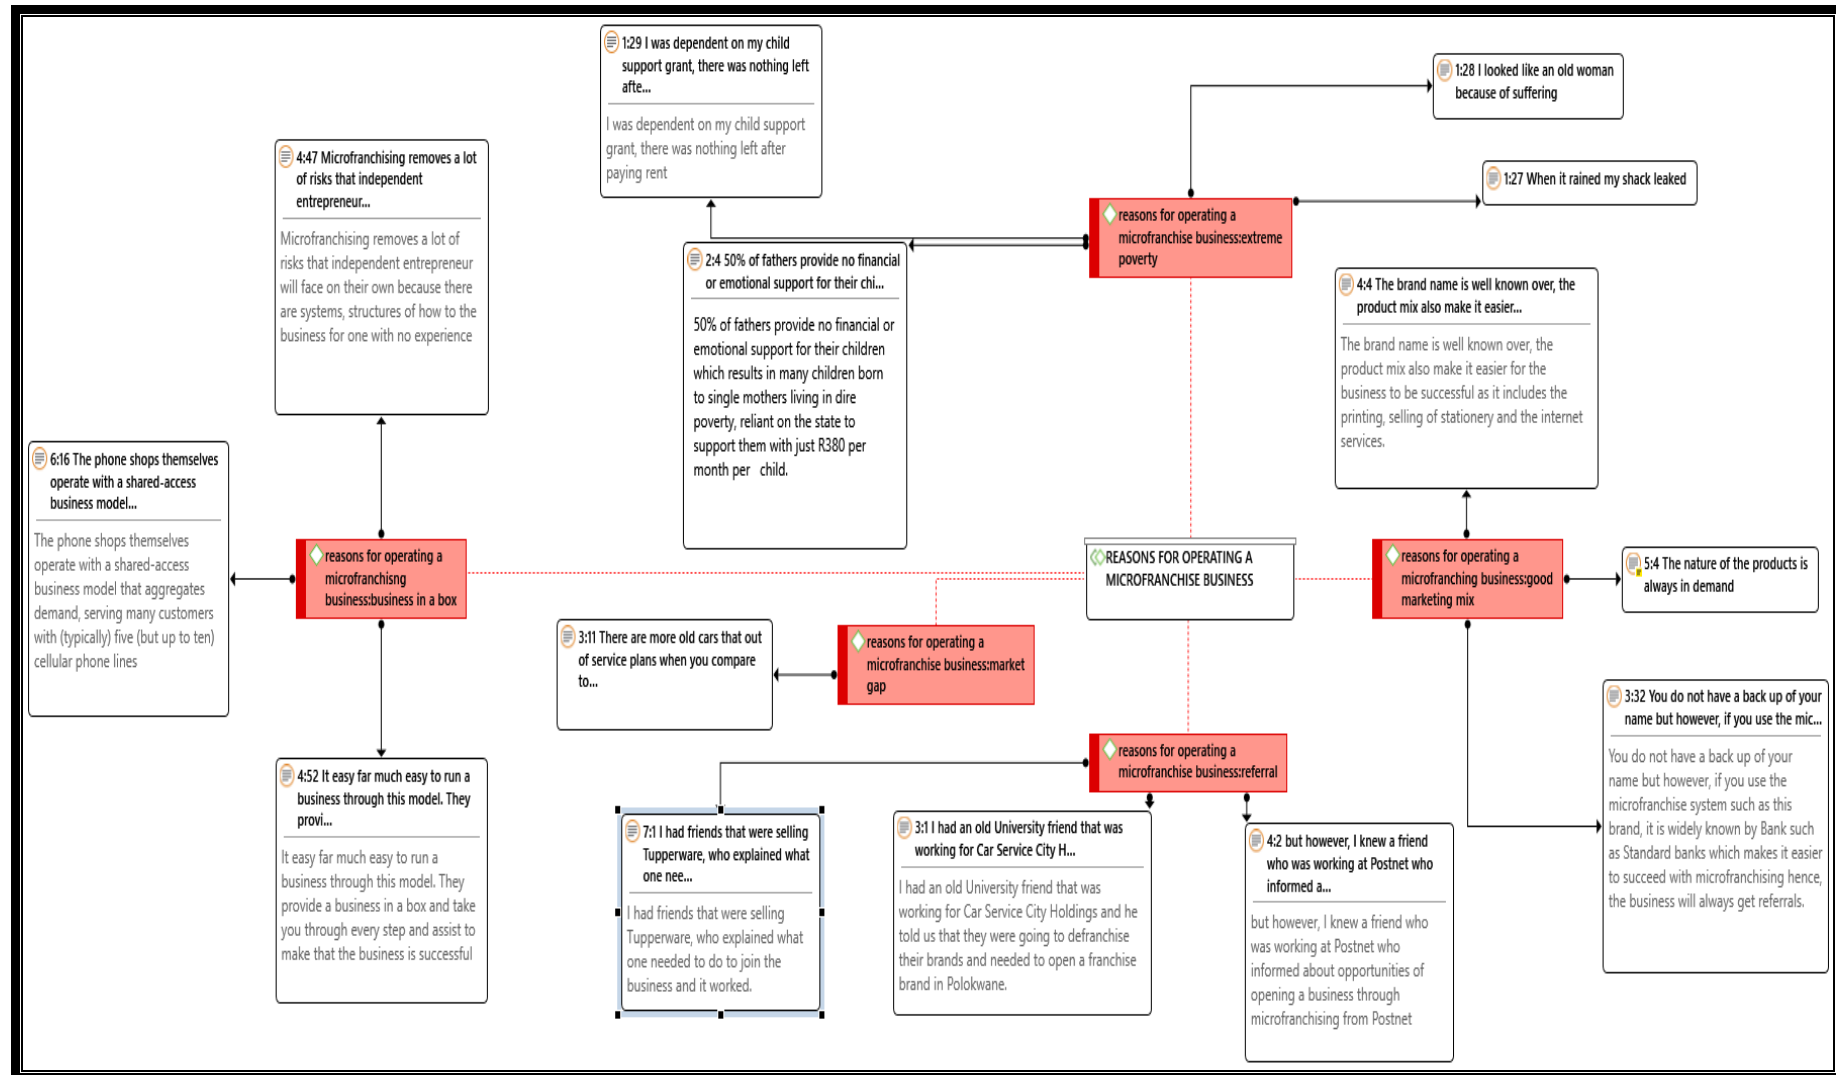 1:29 I was dependent on my child
support grant, there was nothing left
afte...
I was dependent on my child support
grant, there was nothing left after
paying rent
1:28 I looked like an old woman
because of suffering
1:27 When it rained my shack leaked
4:47 Microfranchising removes a lot
of risks that independent
entrepreneur...
Microfranchising removes a lot of
risks that independent entrepreneur
will face on their own because there
are systems, structures of how to the
business for one with no experience
reasons for operating a
microfranchise business:extreme
poverty
2:4 50% of fathers provide no financial
or emotional support for their chi...
50% of fathers provide no financial or
emotional support for their children
which results in many children born
to single mothers living in dire
poverty, reliant on the state to
support them with just R380 per
month per child.
4:4 The brand name is well known over, the
product mix also make it easier...
The brand name is well known over, the
product mix also make it easier for the
business to be successful as it includes the
printing, selling of stationery and the internet
services.
6:16 The phone shops themselves
operate with a shared-access
business model...
The phone shops themselves
operate with a shared-access
business model that aggregates
demand, serving many customers
with (typically) five (but up to ten)
cellular phone lines
reasons for operating a
microfranchising
business:business in a box
REASONS FOR OPERATING A
MICROFRANCHISE BUSINESS
reasons for operating a
microfranching business:good
marketing mix
5:4 The nature of the products is
always in demand
3:11 There are more old cars that out
of service plans when you compare
to...
reasons for operating a
microfranchise business:market
gap
3:32 You do not have a back up of your
name but however, if you use the mic...
You do not have a back up of your
name but however, if you use the
microfranchise system such as this
brand, it is widely known by Bank such
as Standard banks which makes it easier
to succeed with microfranchising hence,
the business will always get referrals.
reasons for operating a
microfranchise business:referral
4:52 It easy far much easy to run a
business through this model. They
provi...
It easy far much easy to run a
business through this model. They
provide a business in a box and take
you through every step and assist to
make that the business is successful
7:1 I had friends that were selling
Tupperware, who explained what
one nee...
I had friends that were selling
Tupperware, who explained what
one needed to do to join the
business and it worked.
3:1 I had an old University friend that was
working for Car Service City H...
I had an old University friend that was
working for Car Service City Holdings and he
told us that they were going to defranchise
their brands and needed to open a franchise
brand in Polokwane.
4:2 but however, I knew a friend
who was working at Postnet who
informed a...
but however, I knew a friend who
was working at Postnet who
informed about opportunities of
opening a business through
microfranchising from Postnet